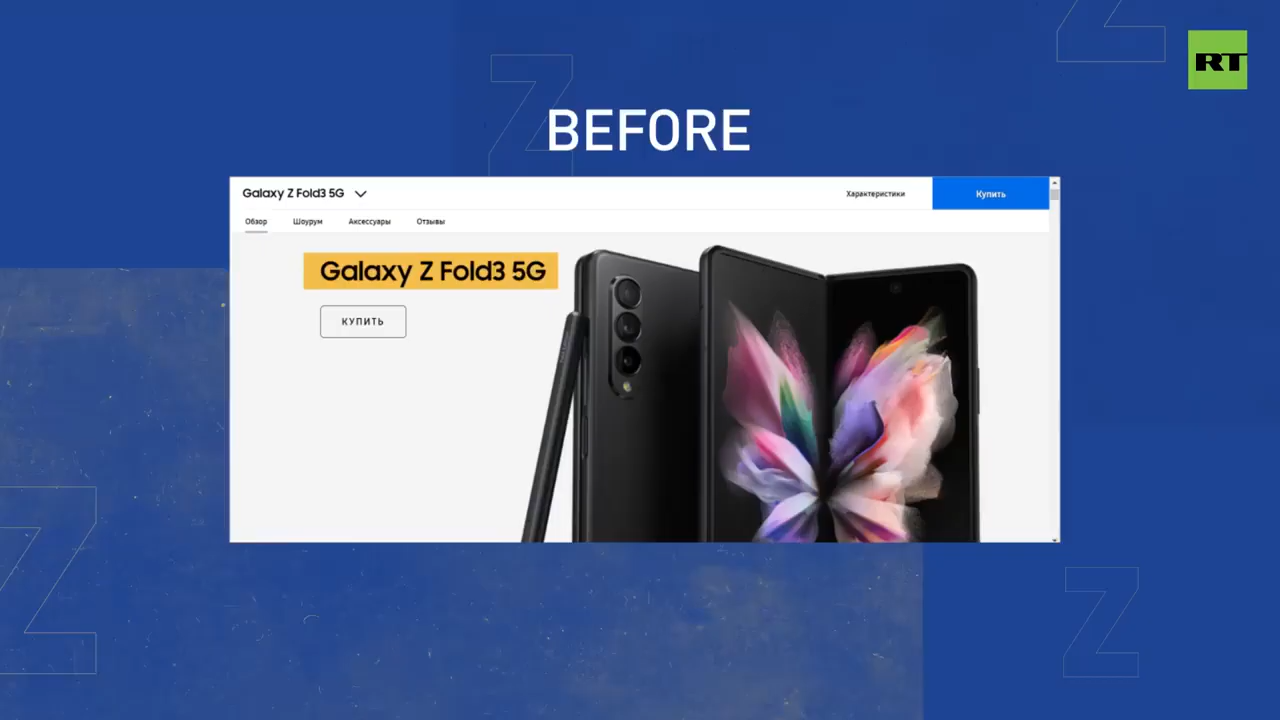 RT
BEFORE
Galaxy Z Fold3 5G
Характеристики
Купить
Обзор
Шоурум
Аксессуары
Отзывы
Galaxy Z Fold3 5G
КУПИТЬ
Z
Z
Z
Z